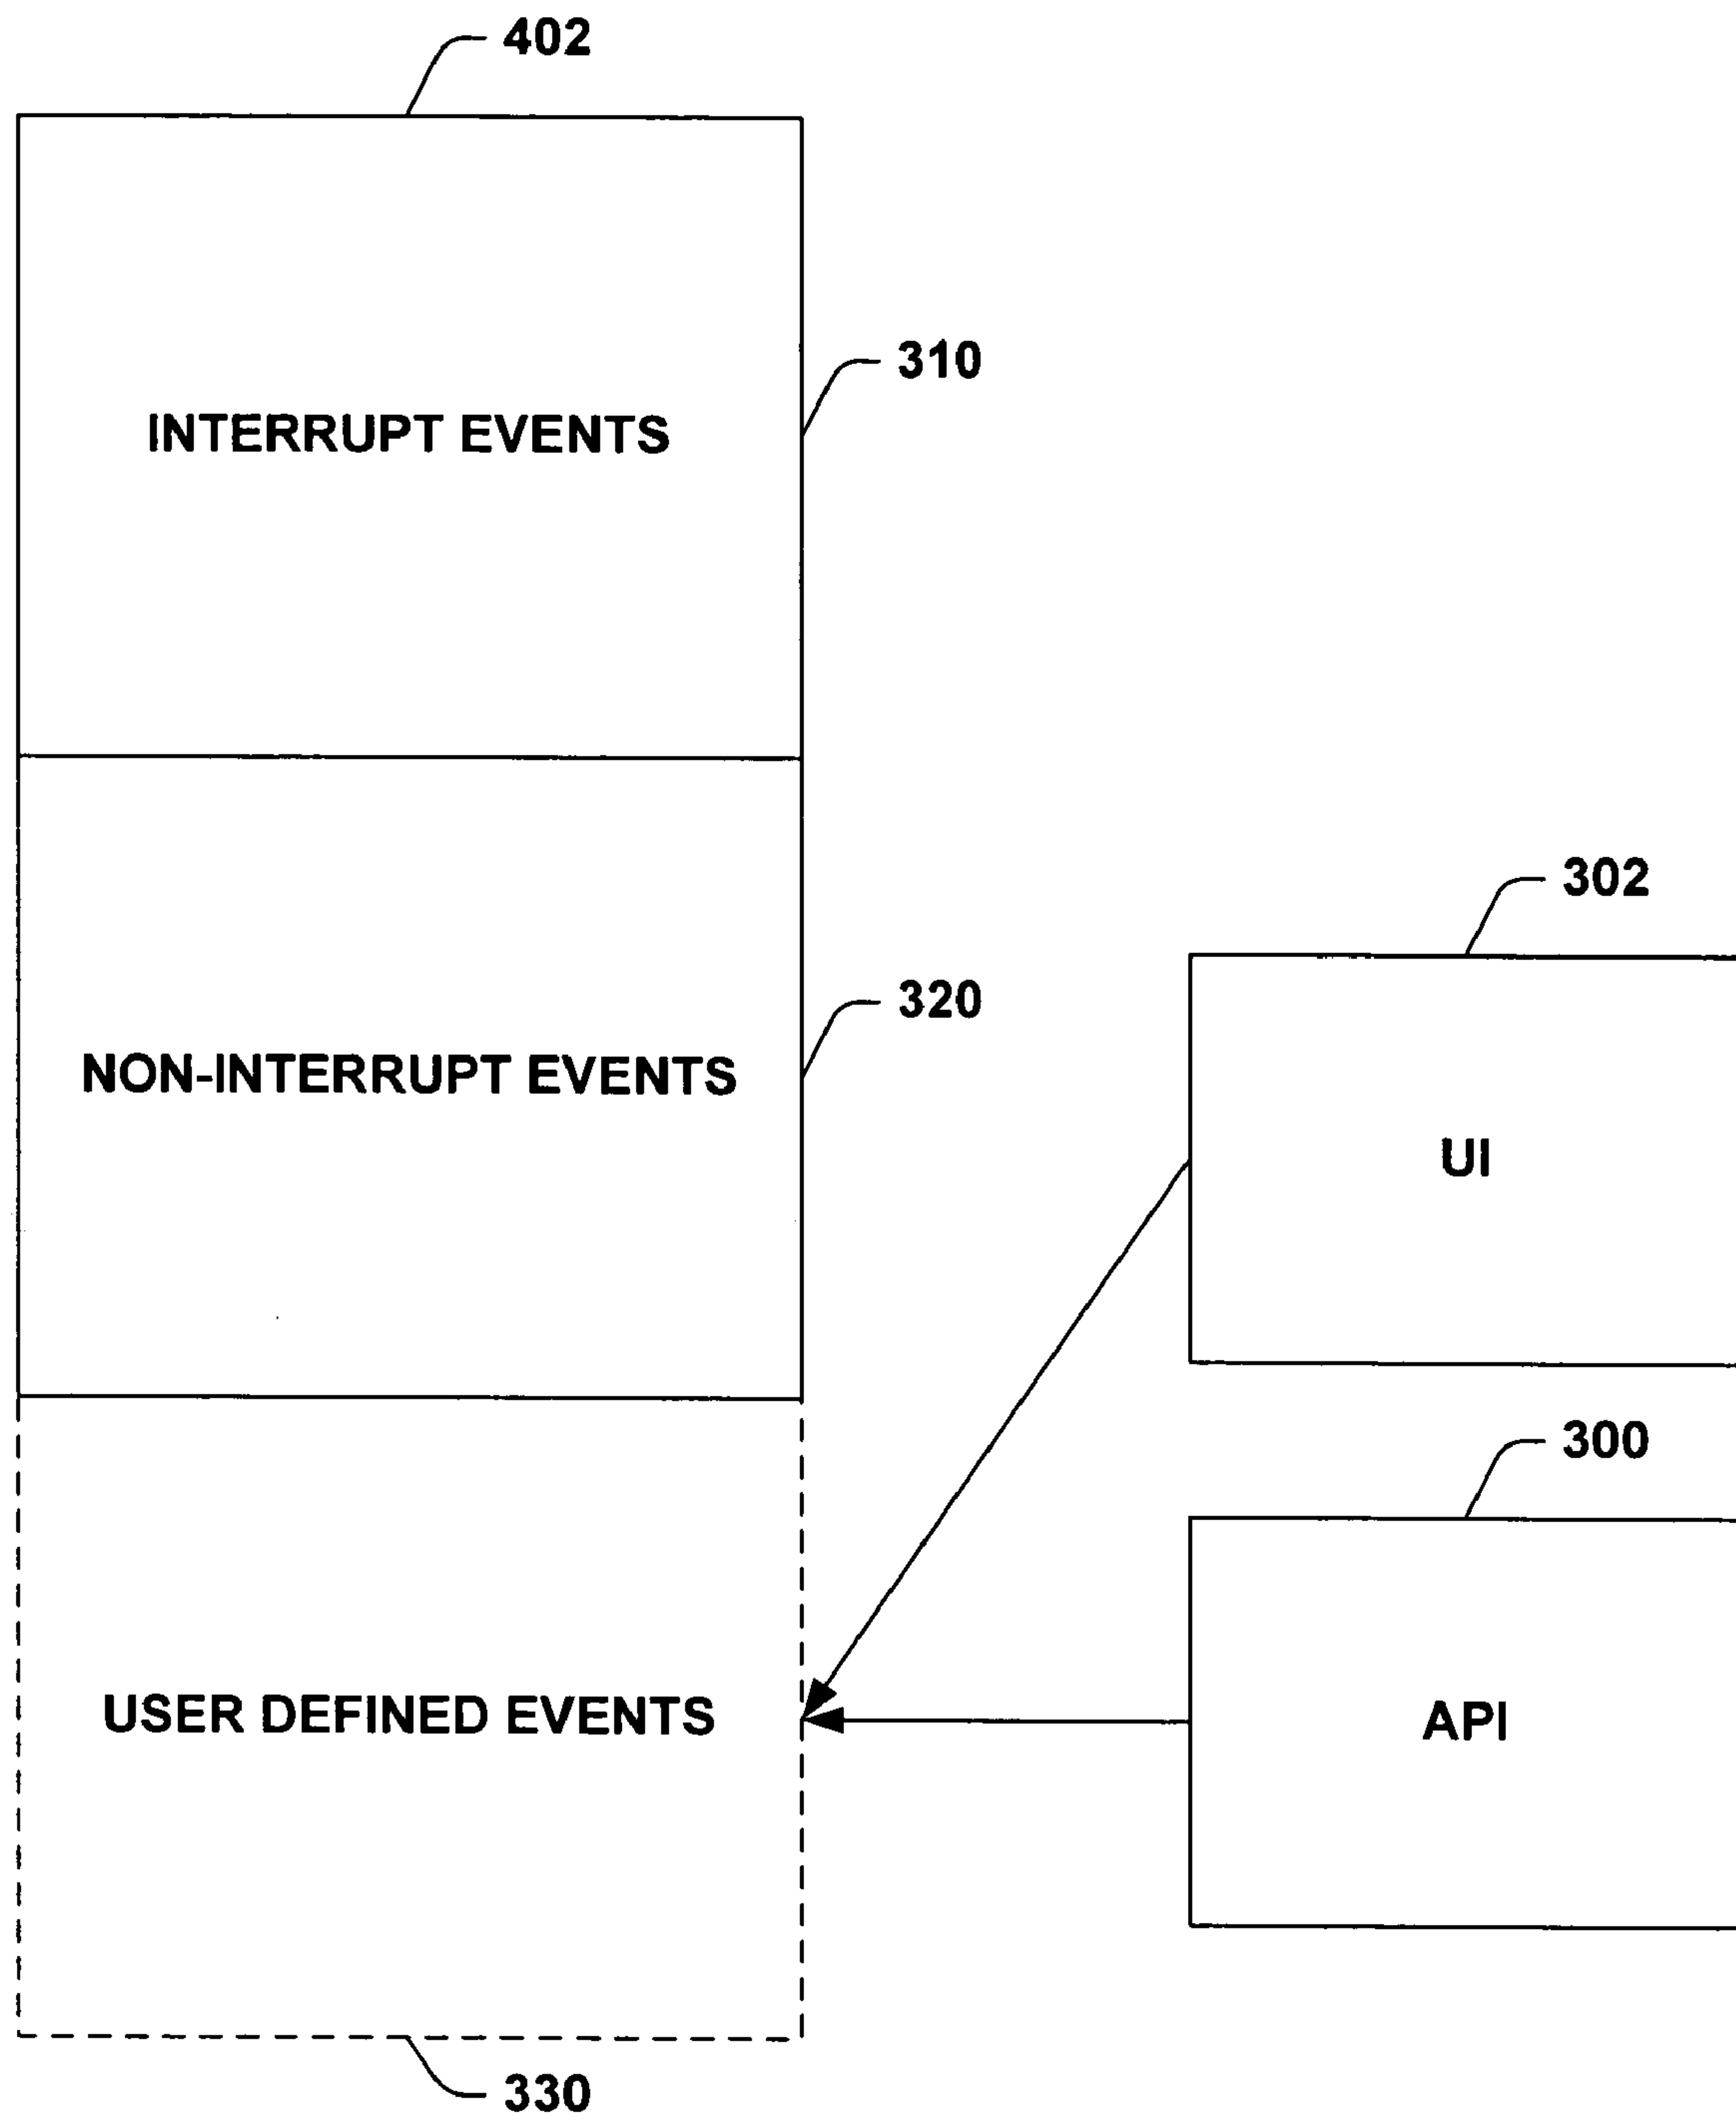 402
310
INTERRUPT EVENTS
302
320
NON-INTERRUPT EVENTS
UI
300
USER DEFINED EVENTS
API
330